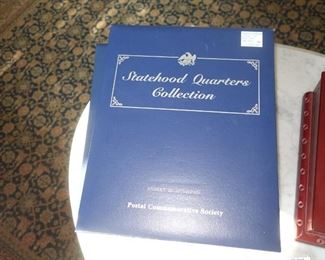 Statehood Quarters
Collection
Postal Commemorative Society